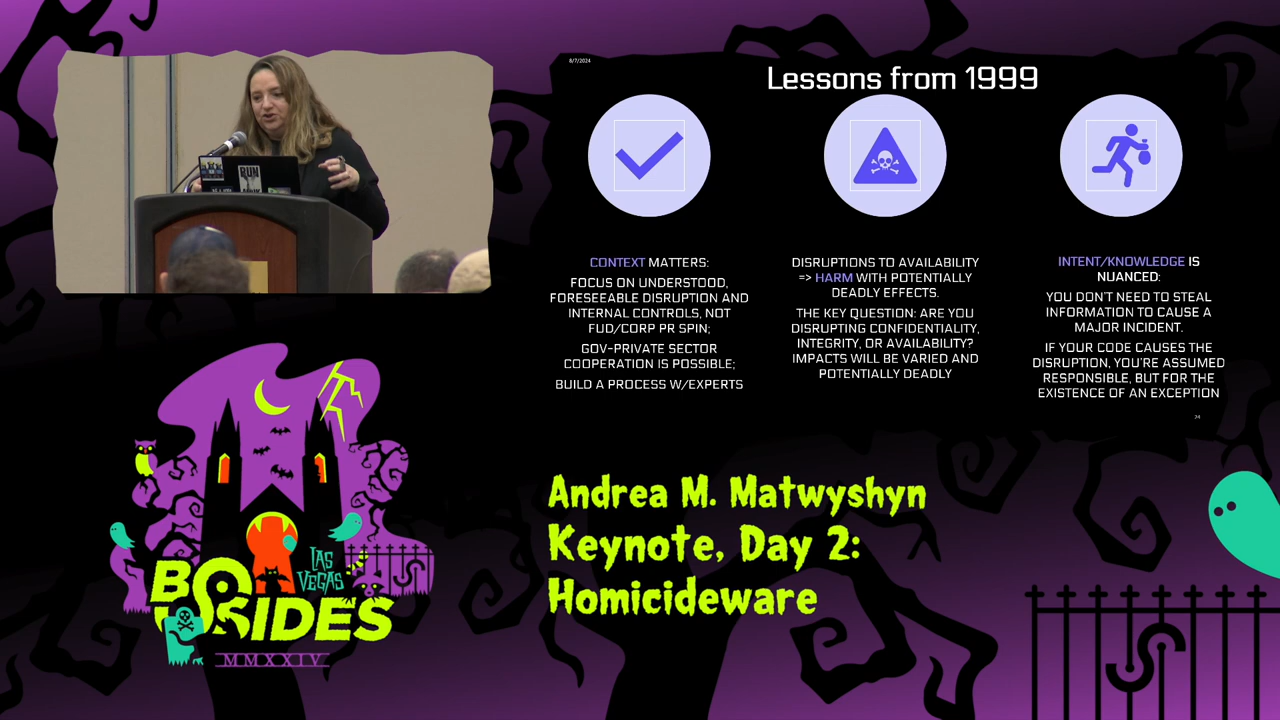 8/7/2024
Lessons from 1999
CONTEXT MATTERS:
FOCUS ON UNDERSTOOD,
FORESEEABLE DISRUPTION AND
INTERNAL CONTROLS, NOT
FUD/CORP PR SPIN;
GOV-PRIVATE SECTOR
COOPERATION IS POSSIBLE;
BUILD A PROCESS W/EXPERTS
DISRUPTIONS TO AVAILABILITY
=> HARM WITH POTENTIALLY
DEADLY EFFECTS.
THE KEY QUESTION: ARE YOU
DISRUPTING CONFIDENTIALITY,
INTEGRITY, OR AVAILABILITY?
IMPACTS WILL BE VARIED AND
POTENTIALLY DEADLY
INTENT/KNOWLEDGE IS
NUANCED:
YOU DON'T NEED TO STEAL
INFORMATION TO CAUSE A
MAJOR INCIDENT.
IF YOUR CODE CAUSES THE
DISRUPTION, YOU'RE ASSUMED
RESPONSIBLE, BUT FOR THE
EXISTENCE OF AN EXCEPTION
24
RUN
LAS
VEGAS
BSIDES
MMXXIV
Andrea M. Matwyshyn
Keynote, Day 2:
Homicideware